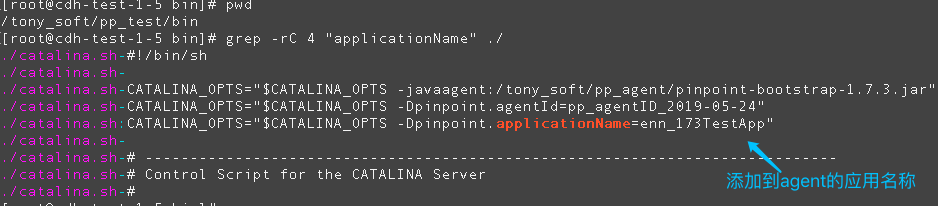 [root@cdh-test-1-5 bin]# pwd
/tony_soft/pp_test/bin
[root@cdh-test-1-5 bin]# grep -rC 4 "applicationName" ./
./catalina.sh-#!/bin/sh
./catalina.sh-
./catalina.sh-CATALINA_OPTS="$CATALINA_OPTS -javaagent:/tony_soft/pp_agent/pinpoint-bootstrap-1.7.3.jar"
./catalina.sh-CATALINA_OPTS="$CATALINA_OPTS -Dpinpoint.agentId=pp_agentID_2019-05-24"
./catalina.sh:CATALINA_OPTS="$CATALINA_OPTS -Dpinpoint.applicationName=enn_173TestApp"
./catalina.sh-
./catalina.sh-# -----------------------------------------------------------------------------
./catalina.sh-# Control Script for the CATALINA Server
./catalina.sh-#
添加到agent的应用名称